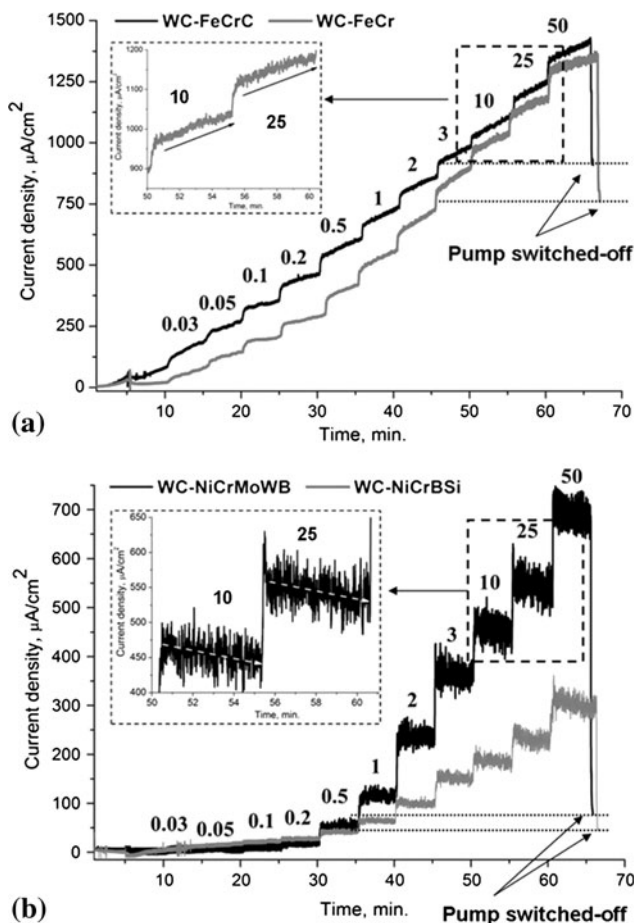 WC-FeCrC WC-FeCr
1500
1250
1000
750
500
250
0
Current density, µA/cm²
1200
1100
1000
900
Current density, µA/cm²
10
25
50 52 54 56 58 60
Time, min.
0.03
0.05
0.1
0.2
0.5
1
2
3
10
25
50
Pump switched-off
10 20 30 40 50 60 70
Time, min.
(a)
WC-NiCrMoWB WC-NiCrBSi
700
600
500
400
300
200
100
0
Current density, µA/cm²
650
600
550
500
450
400
Current density, µA/cm²
10
25
50 52 54 56 58 60
Time, min.
0.03
0.05
0.1
0.2
0.5
1
2
3
10
25
50
10 20 30 40 50 60 70
Time, min.
Pump switched-off
(b)